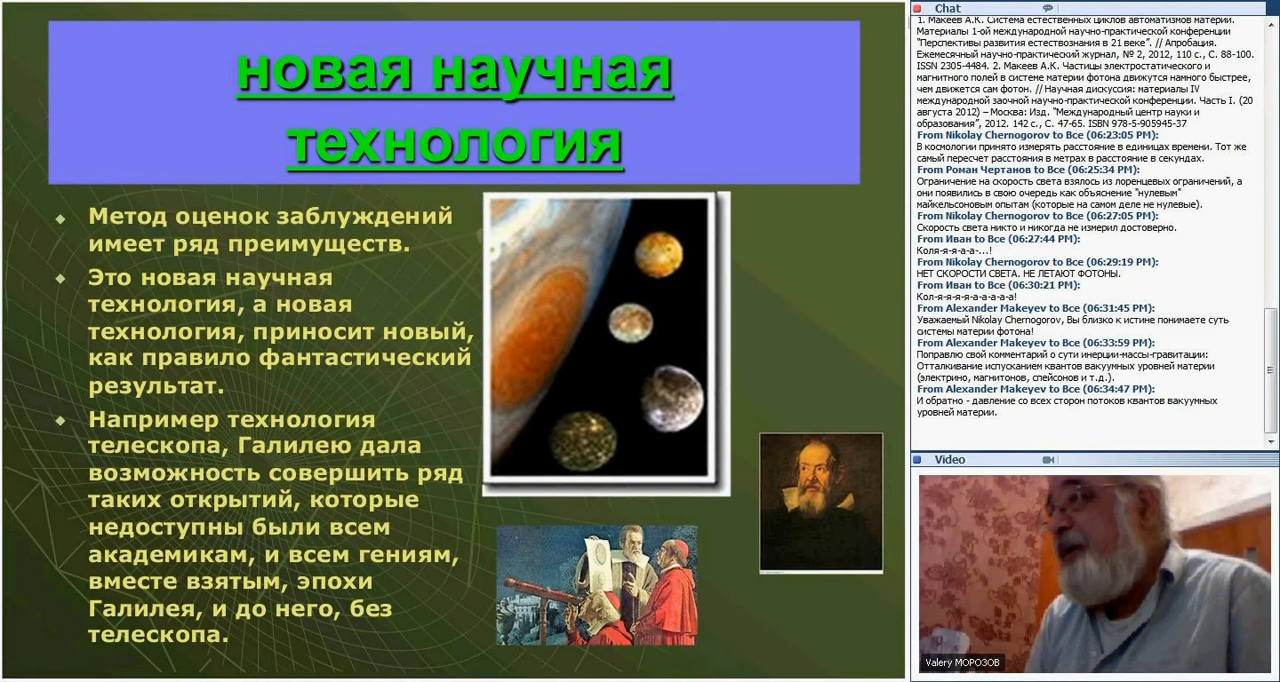 новая научная
технология
Метод оценок заблуждений
имеет ряд преимуществ.
Это новая научная
технология, а новая
технология, приносит новый,
как правило фантастический
результат.
Например технология
телескопа, Галилею дала
возможность совершить ряд
таких открытий, которые
недоступны были всем
академикам, и всем гениям,
вместе взятым, эпохи
Галилея, и до него, без
телескопа.
Chat
1. Макеев А.К. Система естественных циклов автоматизмов материи.
Материалы 1-ой международной научно-практической конференции
"Перспективы развития естествознания в 21 веке". // Апробация.
Ежемесячный научно-практический журнал, № 2, 2012, 110 с., С. 88-100.
ISSN 2305-4484. 2. Макеев А.К. Частицы электростатического и
магнитного полей в системе материи фотона движутся намного быстрее,
чем движется сам фотон. // Научная дискуссия: материалы IV
международной заочной научно-практической конференции. Часть I. (20
августа 2012) – Москва: Изд. "Международный центр науки и
образования", 2012. 142 с., С. 47-65. ISBN 978-5-905945-37
From Nikolay Chernogorov to Все (06:23:05 PM):
В космологии принято измерять расстояние в единицах времени. Тот же
самый пересчет расстояния в метрах в расстояние в секундах.
From Роман Чертанов to Все (06:25:34 PM):
Ограничение на скорость света взялось из лоренцевых ограничений, а
они появились в свою очередь как объяснение "нулевым"
майкельсоновым опытам (которые на самом деле не нулевые).
From Nikolay Chernogorov to Все (06:27:05 PM):
Скорость света никто и никогда не измерил достоверно.
From Иван to Все (06:27:44 PM):
Коля-я-я-а-а-...!
From Nikolay Chernogorov to Все (06:29:19 PM):
НЕТ СКОРОСТИ СВЕТА. НЕ ЛЕТАЮТ ФОТОНЫ.
From Иван to Все (06:30:21 PM):
Кол-я-я-я-я-а-а-а-а-а!
From Alexander Makeyev to Все (06:31:45 PM):
Уважаемый Nikolay Chernogorov, Вы близко к истине понимаете суть
системы материи фотона!
From Alexander Makeyev to Все (06:33:59 PM):
Поправлю свой комментарий о сути инерции-массы-гравитации:
Отталкивание испусканием квантов вакуумных уровней материи
(электрино, магнитонов, спейсонов и т.д.).
From Alexander Makeyev to Все (06:34:47 PM):
И обратно - давление со всех сторон потоков квантов вакуумных
уровней материи.
Video
Valery МОРОЗОВ